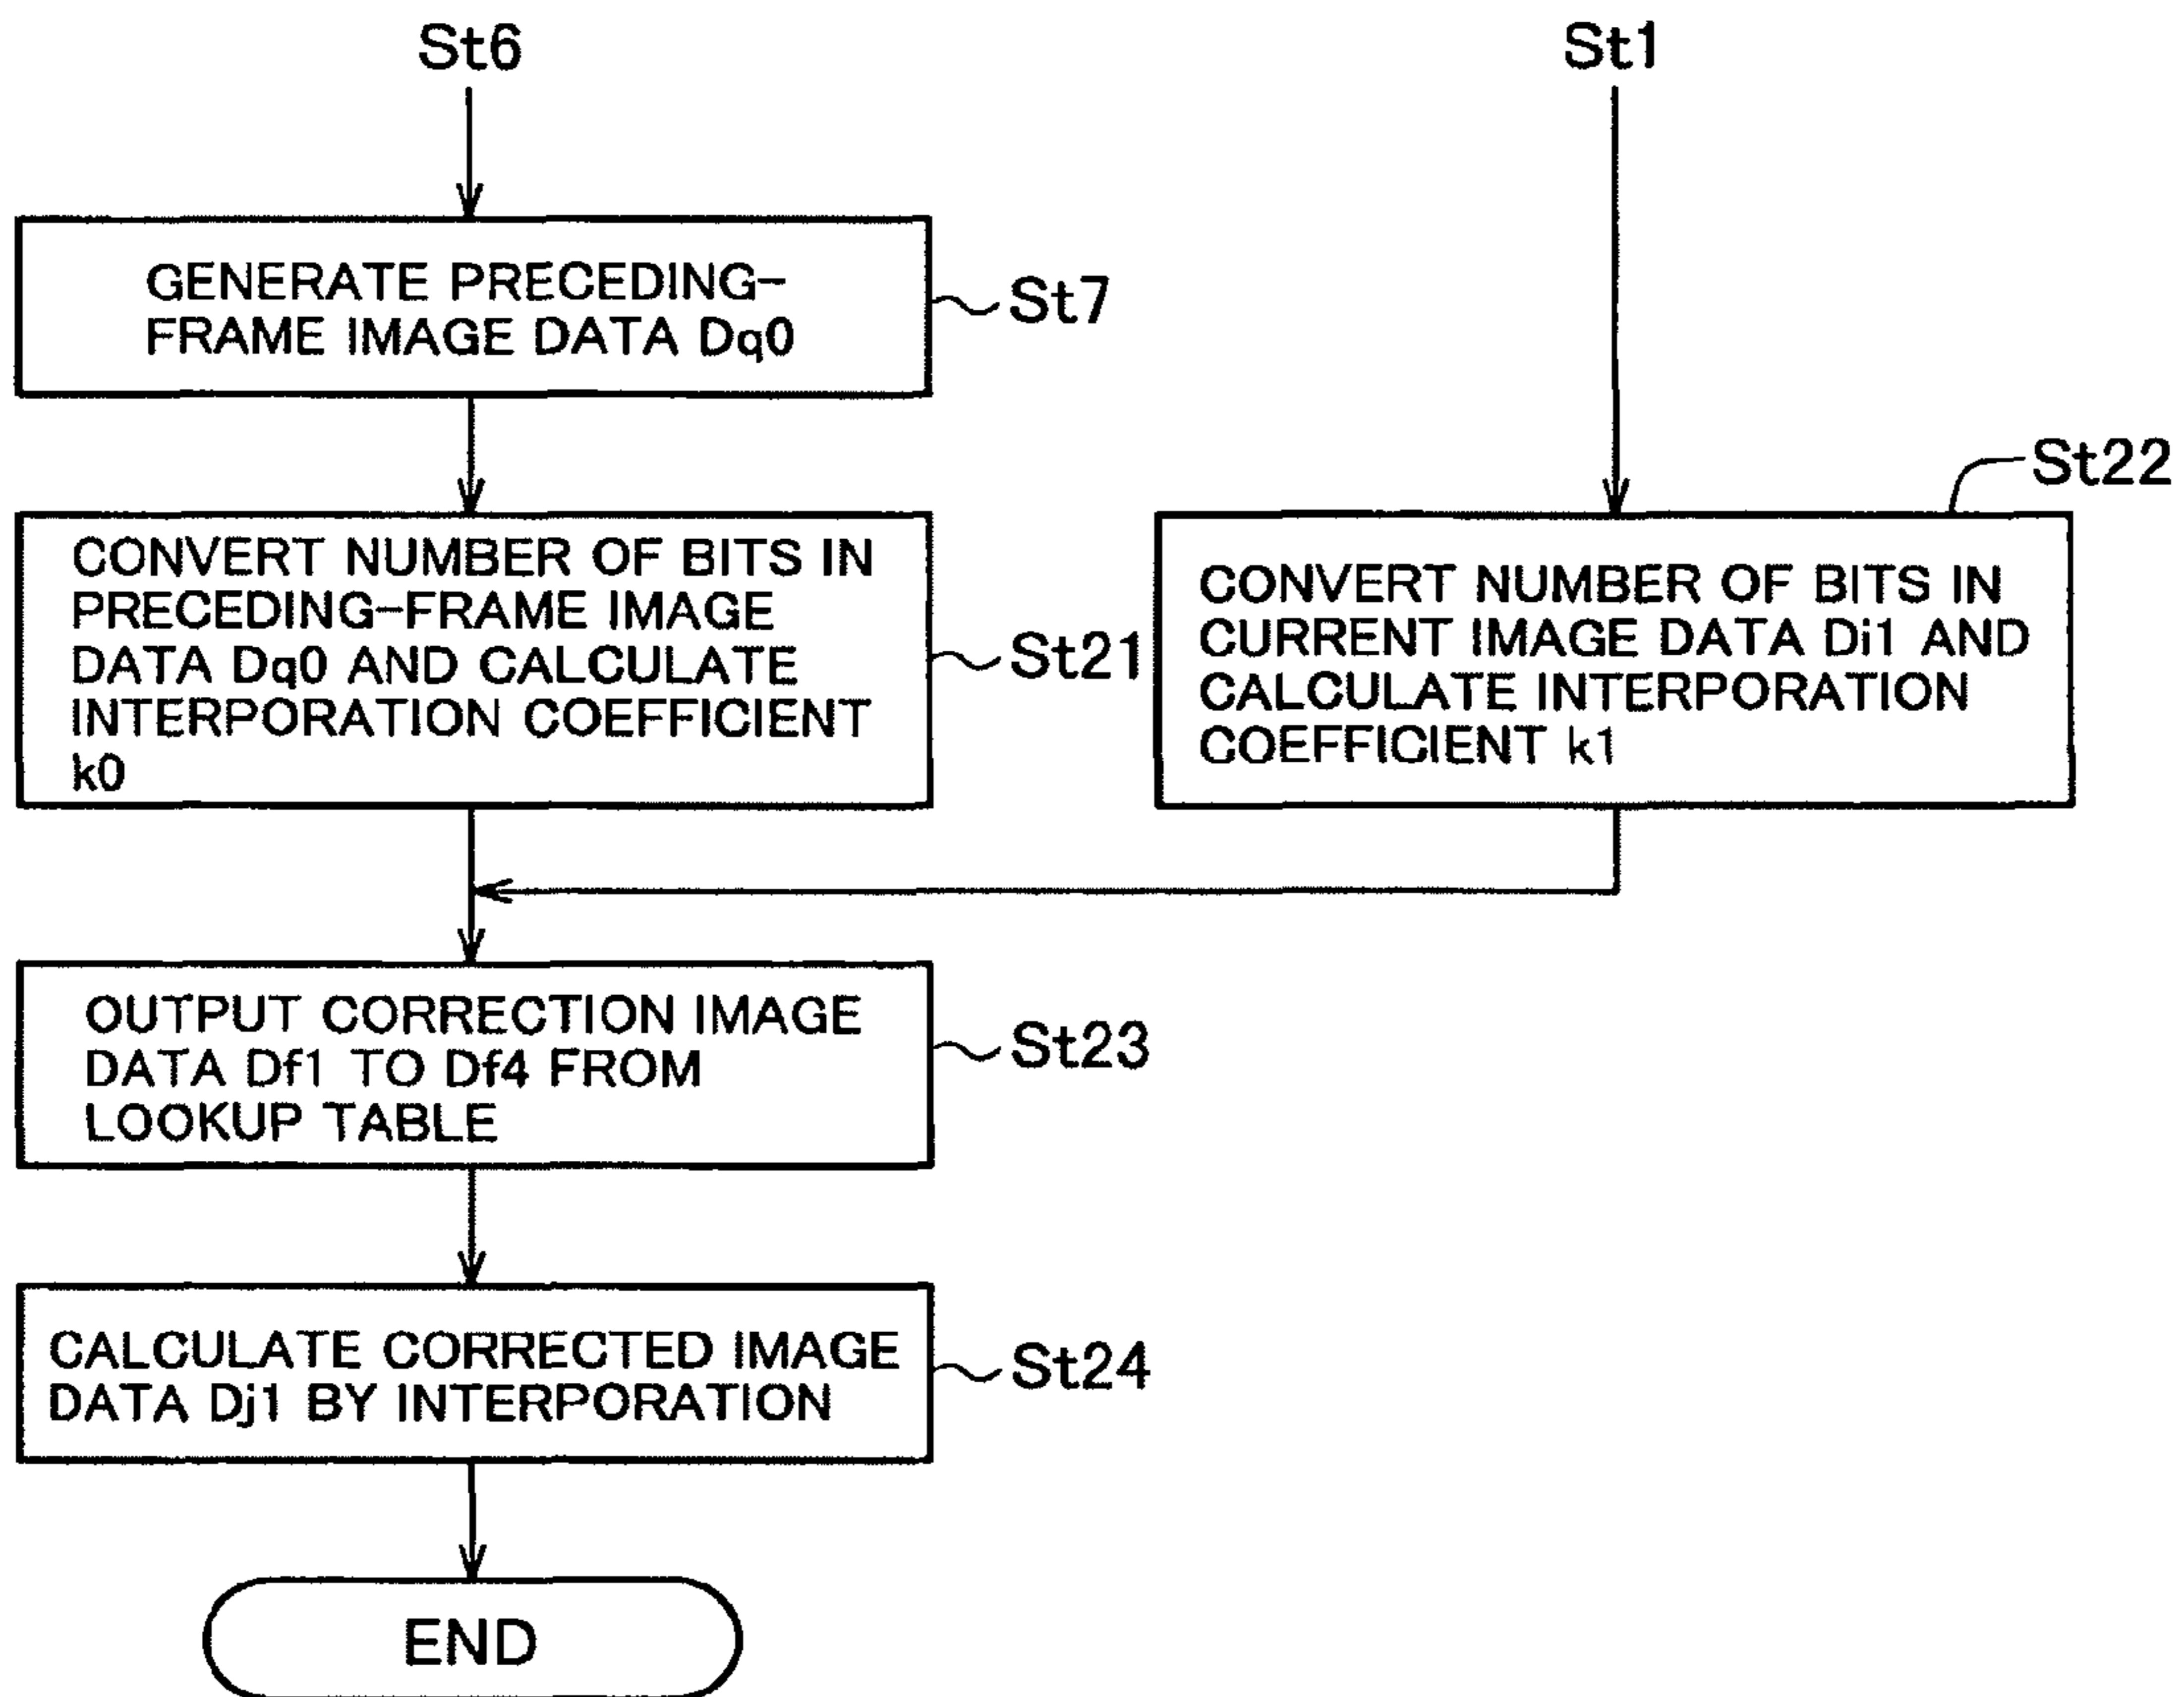 St6
St1
GENERATE PRECEDING-
FRAME IMAGE DATA Dq0
St7
CONVERT NUMBER OF BITS IN
PRECEDING-FRAME IMAGE
DATA Dq0 AND CALCULATE
INTERPORATION COEFFICIENT
k0
St21
St22
CONVERT NUMBER OF BITS IN
CURRENT IMAGE DATA Di1 AND
CALCULATE INTERPORATION
COEFFICIENT k1
OUTPUT CORRECTION IMAGE
DATA Df1 TO Df4 FROM
LOOKUP TABLE
St23
CALCULATE CORRECTED IMAGE
DATA Dj1 BY INTERPORATION
St24
END